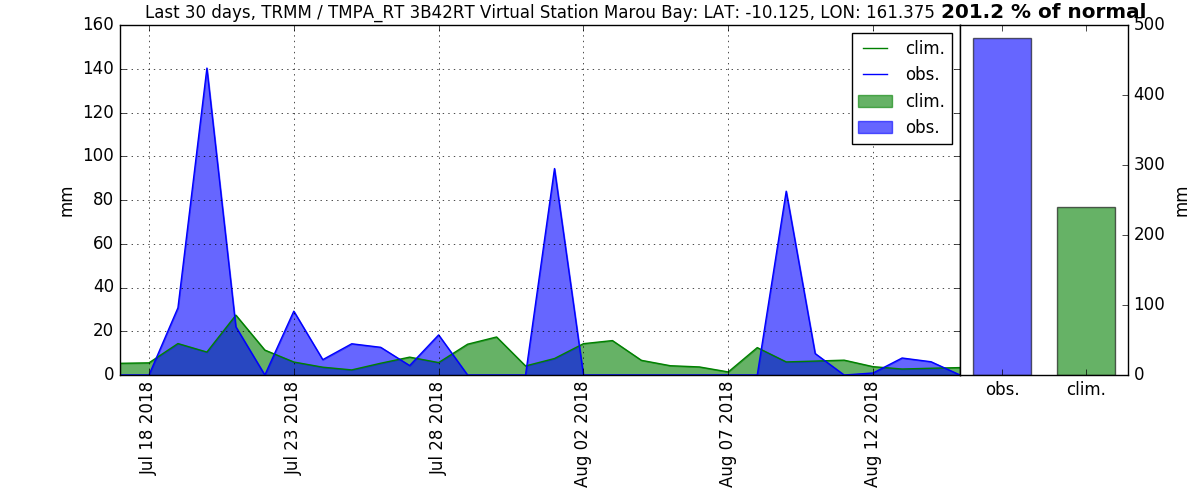 Last 30 days, TRMM / TMPA_RT 3B42RT Virtual Station Marou Bay: LAT: -10.125, LON: 161.375 201.2 % of normal
160
140
120
100
80
60
40
20
0
mm
clim.
obs.
clim.
obs.
Jul 18 2018
Jul 23 2018
Jul 28 2018
Aug 02 2018
Aug 07 2018
Aug 12 2018
500
400
300
200
100
0
mm
obs.
clim.